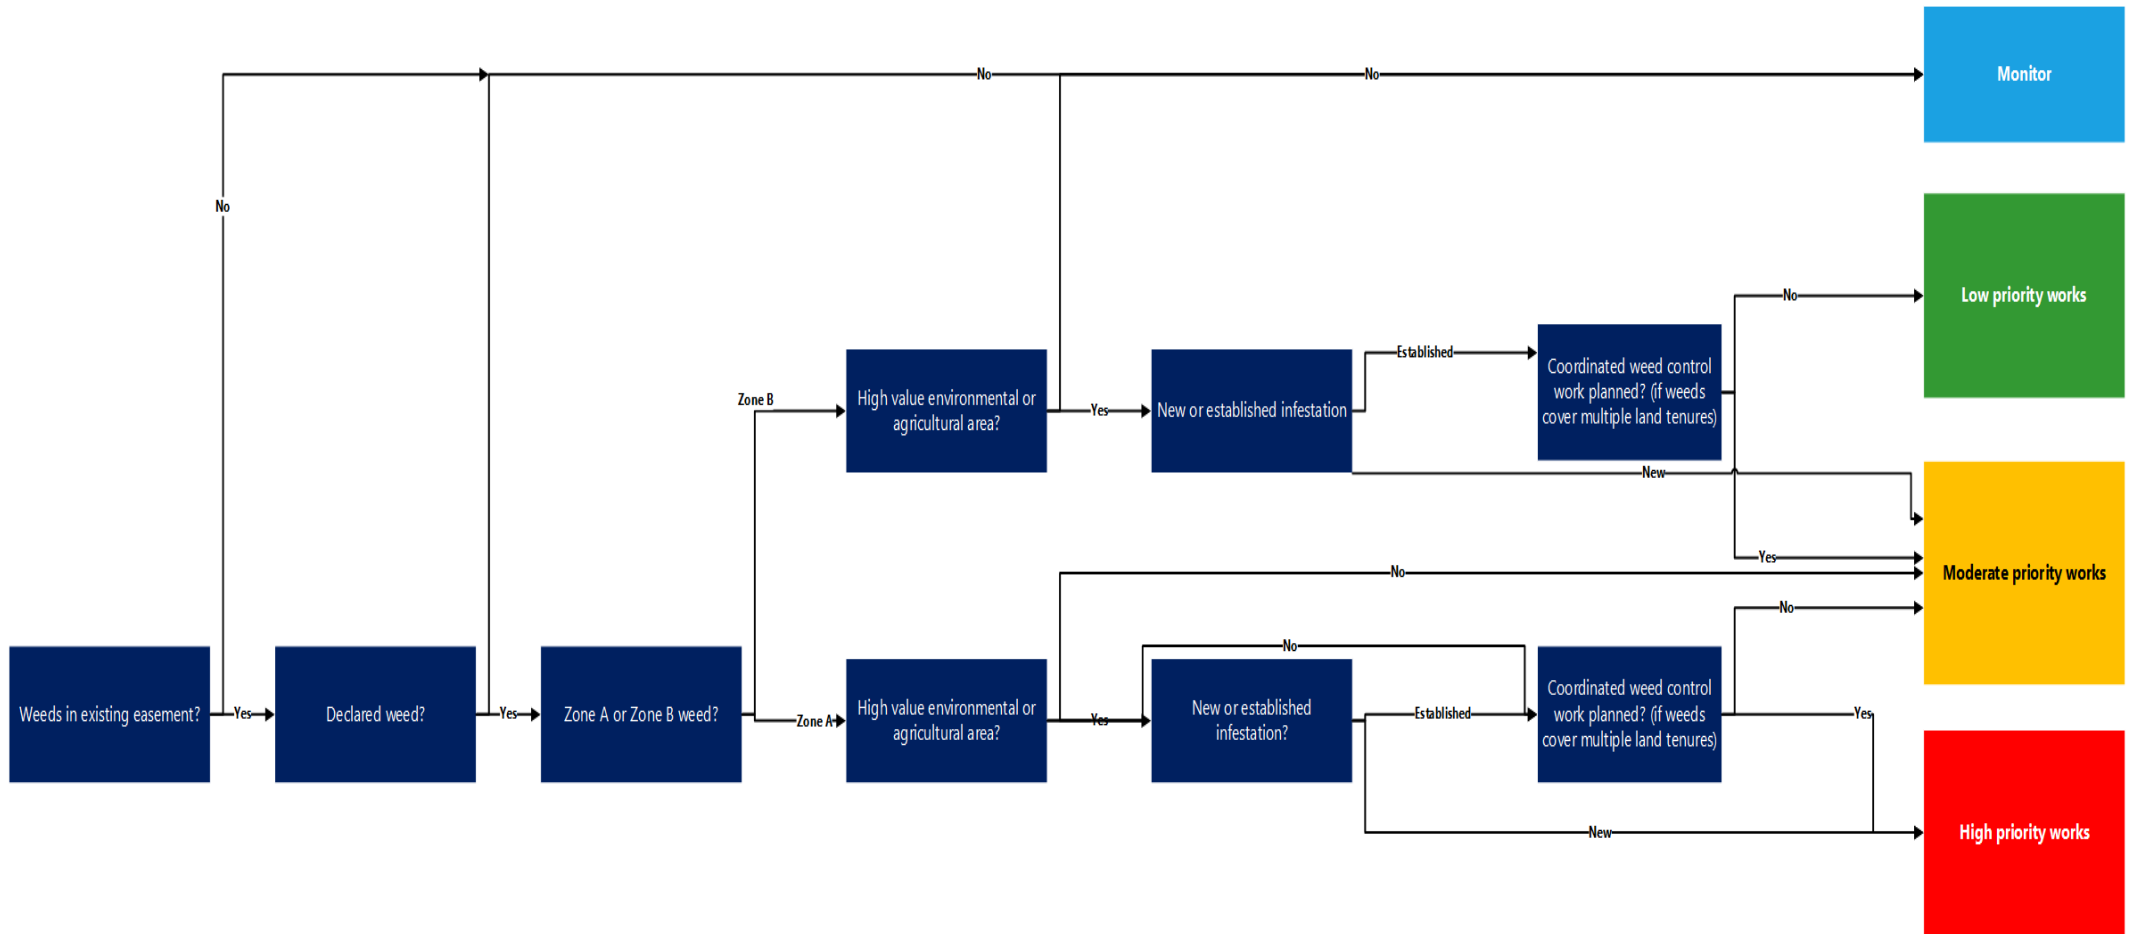 No
No
Monitor
No
No
Low priority works
Established
Coordinated weed control
work planned? (if weeds
cover multiple land tenures)
Zone B
High value environmental or
agricultural area?
Yes
New or established infestation
New
Yes
No
Moderate priority works
No
No
Weeds in existing easement?
Yes
Declared weed?
Yes
Zone A or Zone B weed?
Zone A
High value environmental or
agricultural area?
Yes
New or established
infestation?
Established
Coordinated weed control
work planned? (if weeds
cover multiple land tenures)
Yes
New
High priority works